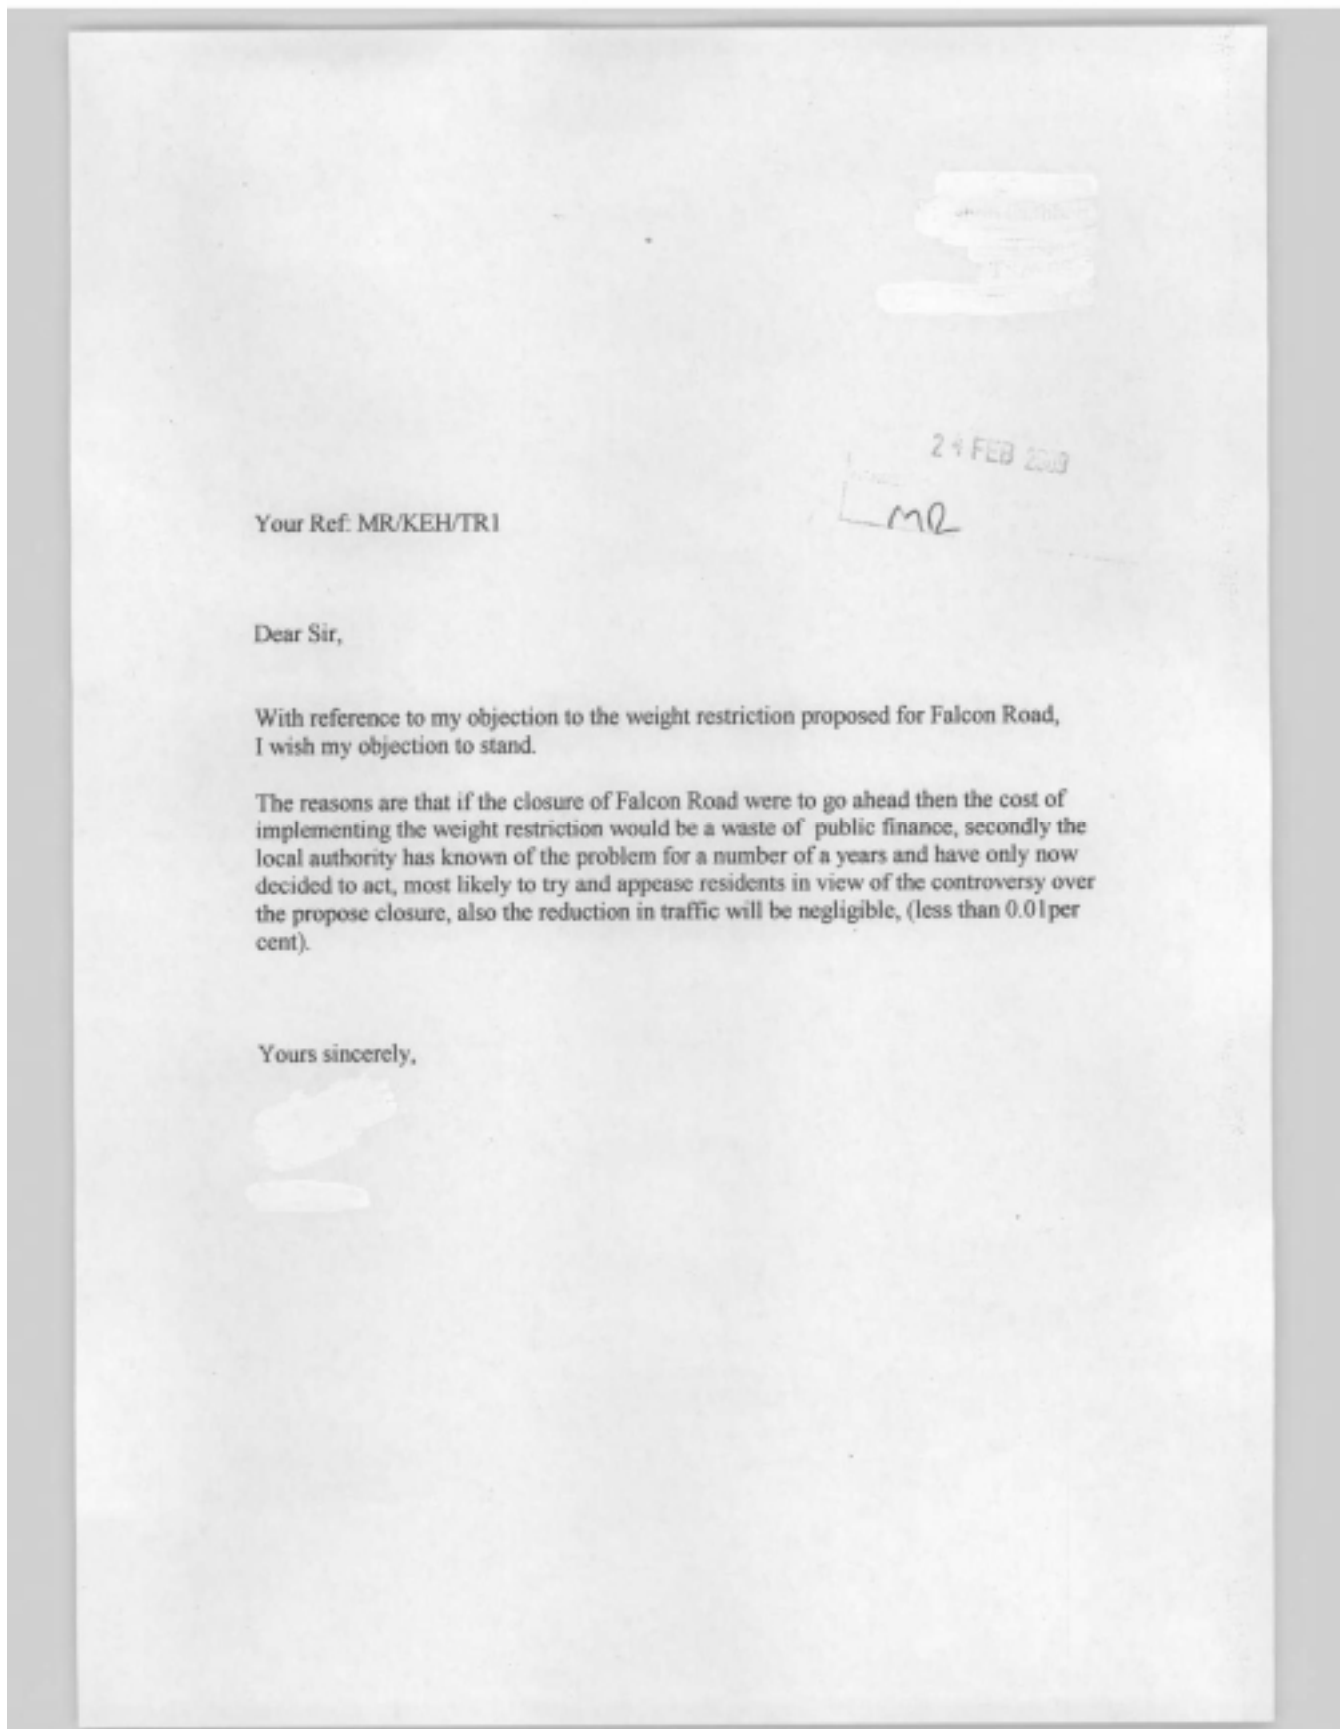 24 FEB
MR
Your Ref: MR/KEH/TR1
Dear Sir,
With reference to my objection to the weight restriction proposed for Falcon Road,
I wish my objection to stand.
The reasons are that if the closure of Falcon Road were to go ahead then the cost of
implementing the weight restriction would be a waste of public finance, secondly the
local authority has known of the problem for a number of a years and have only now
decided to act, most likely to try and appease residents in view of the controversy over
the propose closure, also the reduction in traffic will be negligible, (less than 0.01per
cent).
Yours sincerely,